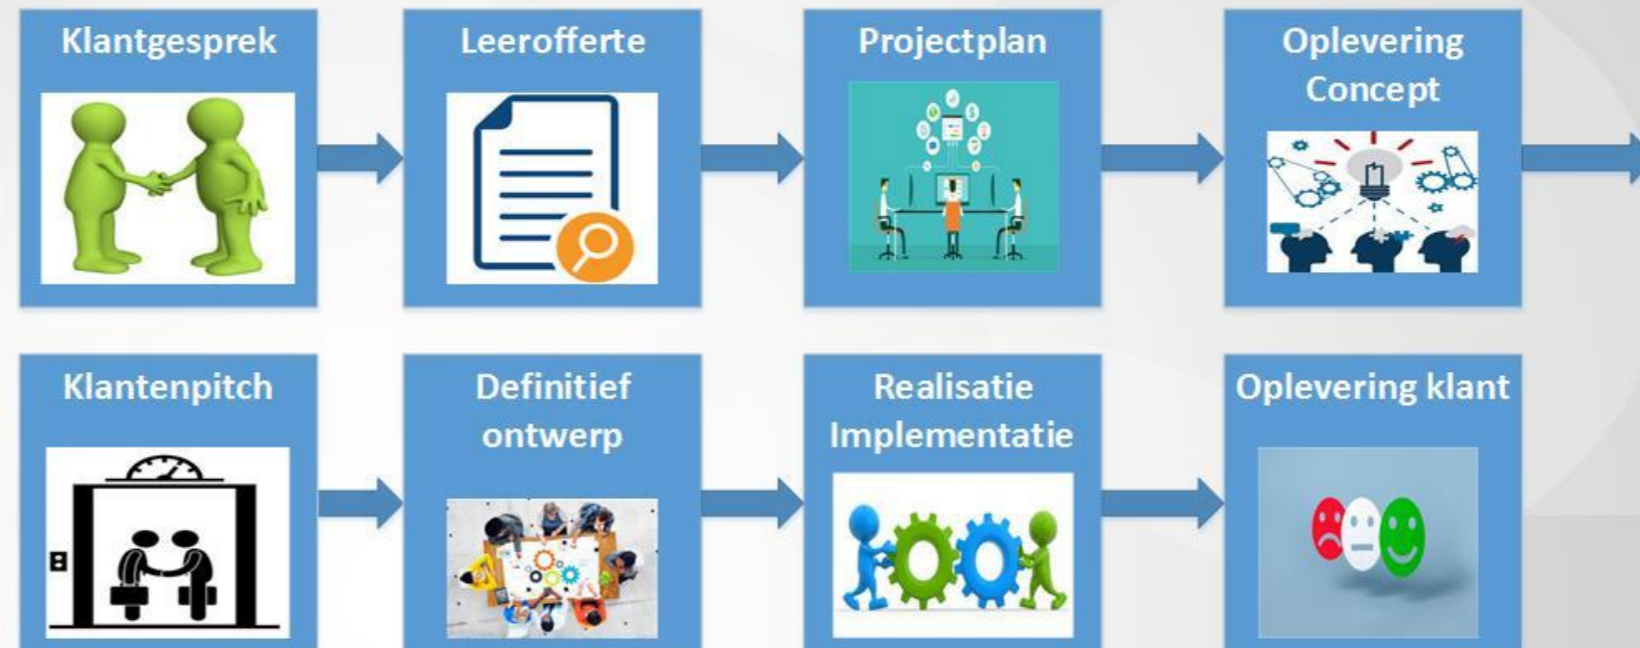 Klantgesprek
Leerofferte
Projectplan
Oplevering
Concept
Klantenpitch
Definitief
ontwerp
Realisatie
Implementatie
Oplevering klant